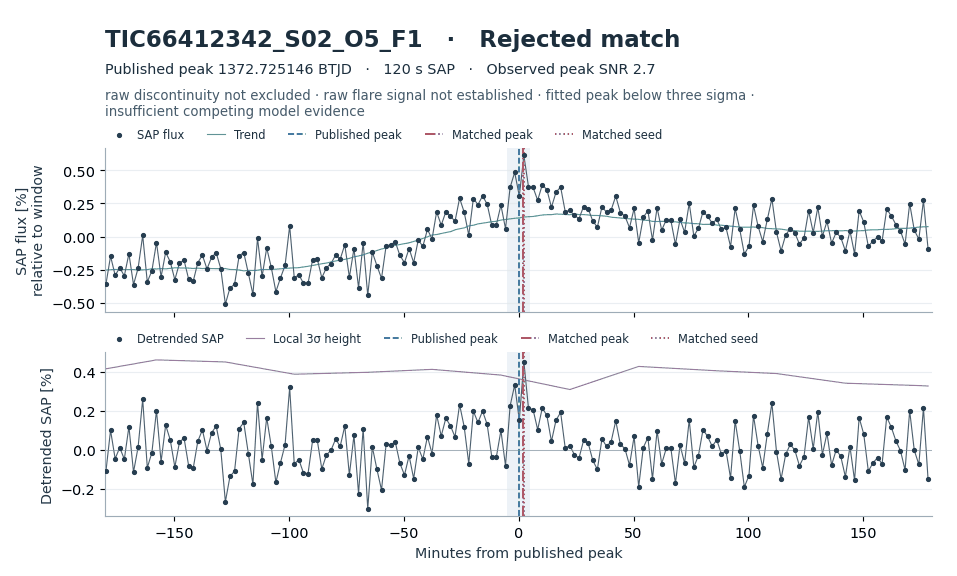 TIC66412342_S02_O5_F1 · Rejected match
Published peak 1372.725146 BTJD · 120 s SAP · Observed peak SNR 2.7
raw discontinuity not excluded · raw flare signal not established · fitted peak below three sigma ·
insufficient competing model evidence
SAP flux Trend Published peak Matched peak Matched seed
SAP flux [%]
relative to window
0.50
0.25
0.00
−0.25
−0.50
Detrended SAP Local 3σ height Published peak Matched peak Matched seed
Detrended SAP [%]
0.4
0.2
0.0
−0.2
−150 −100 −50 0 50 100 150
Minutes from published peak